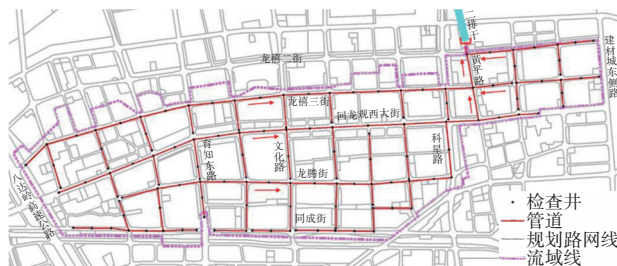 二排干
建材城东侧路
黄平路
龙禧二街
龙禧三街
回龙观西大街
育知东路
文化路
科星路
龙腾街
八达岭高速公路
同成街
检查井
管道
规划路网线
流域线